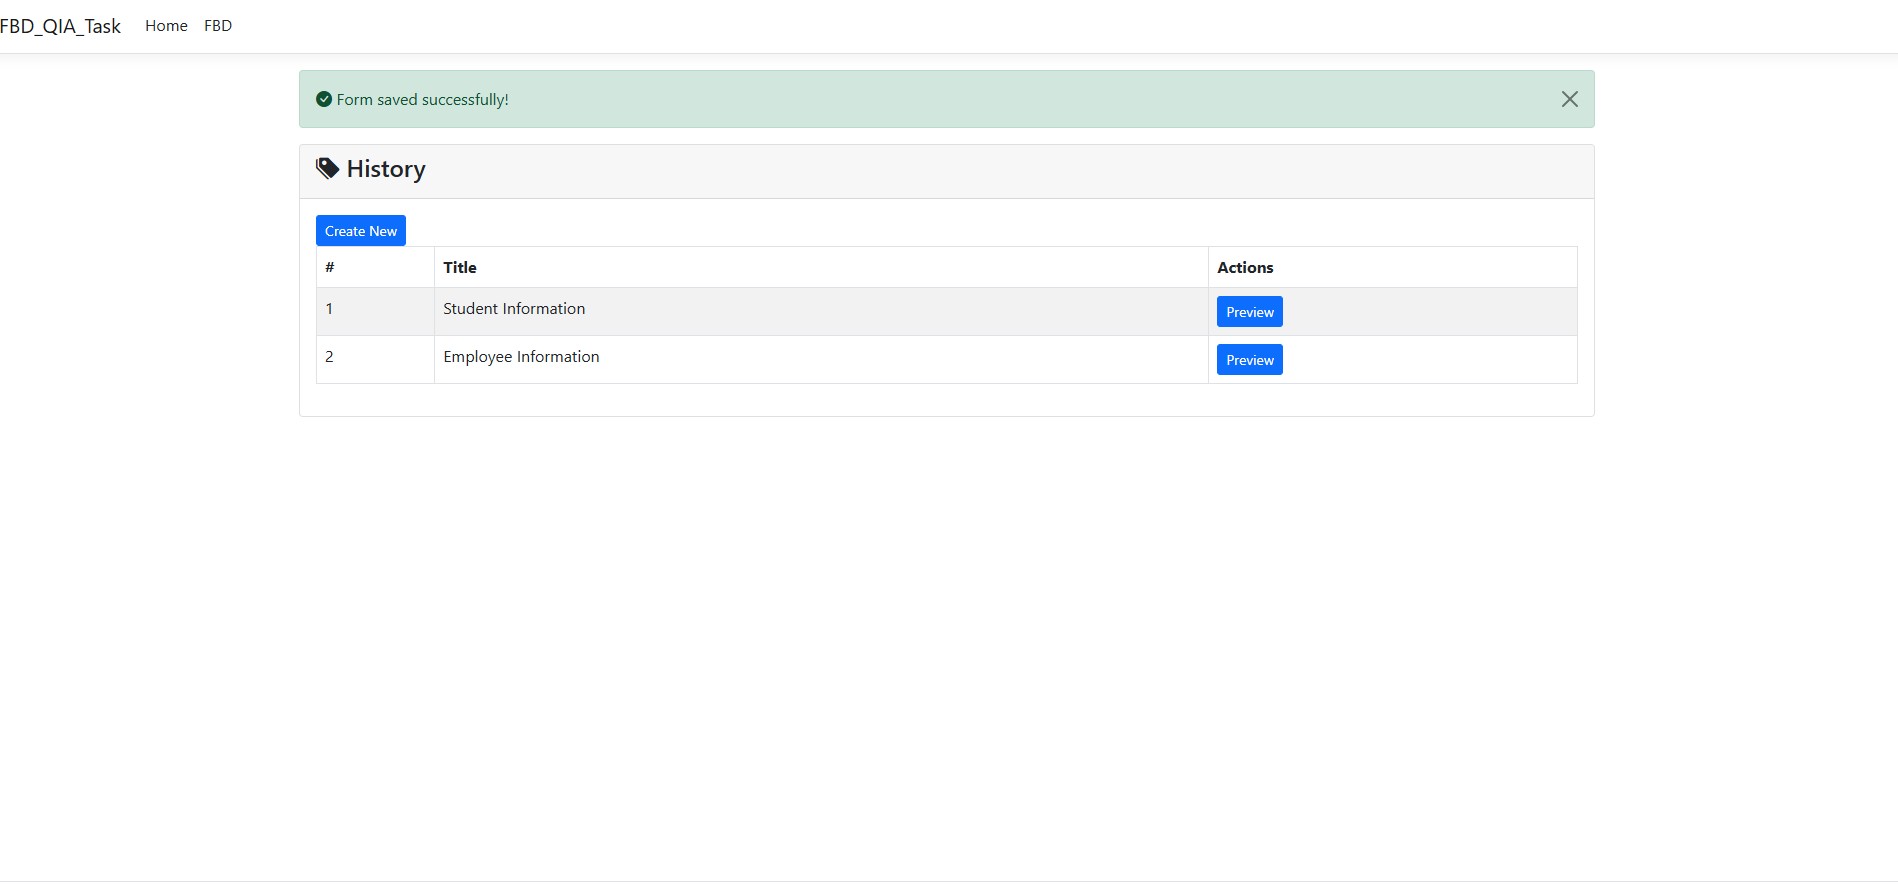 FBD_QIA_Task Home FBD
Form saved successfully!
History
Create New
# Title Actions
1 Student Information Preview
2 Employee Information Preview